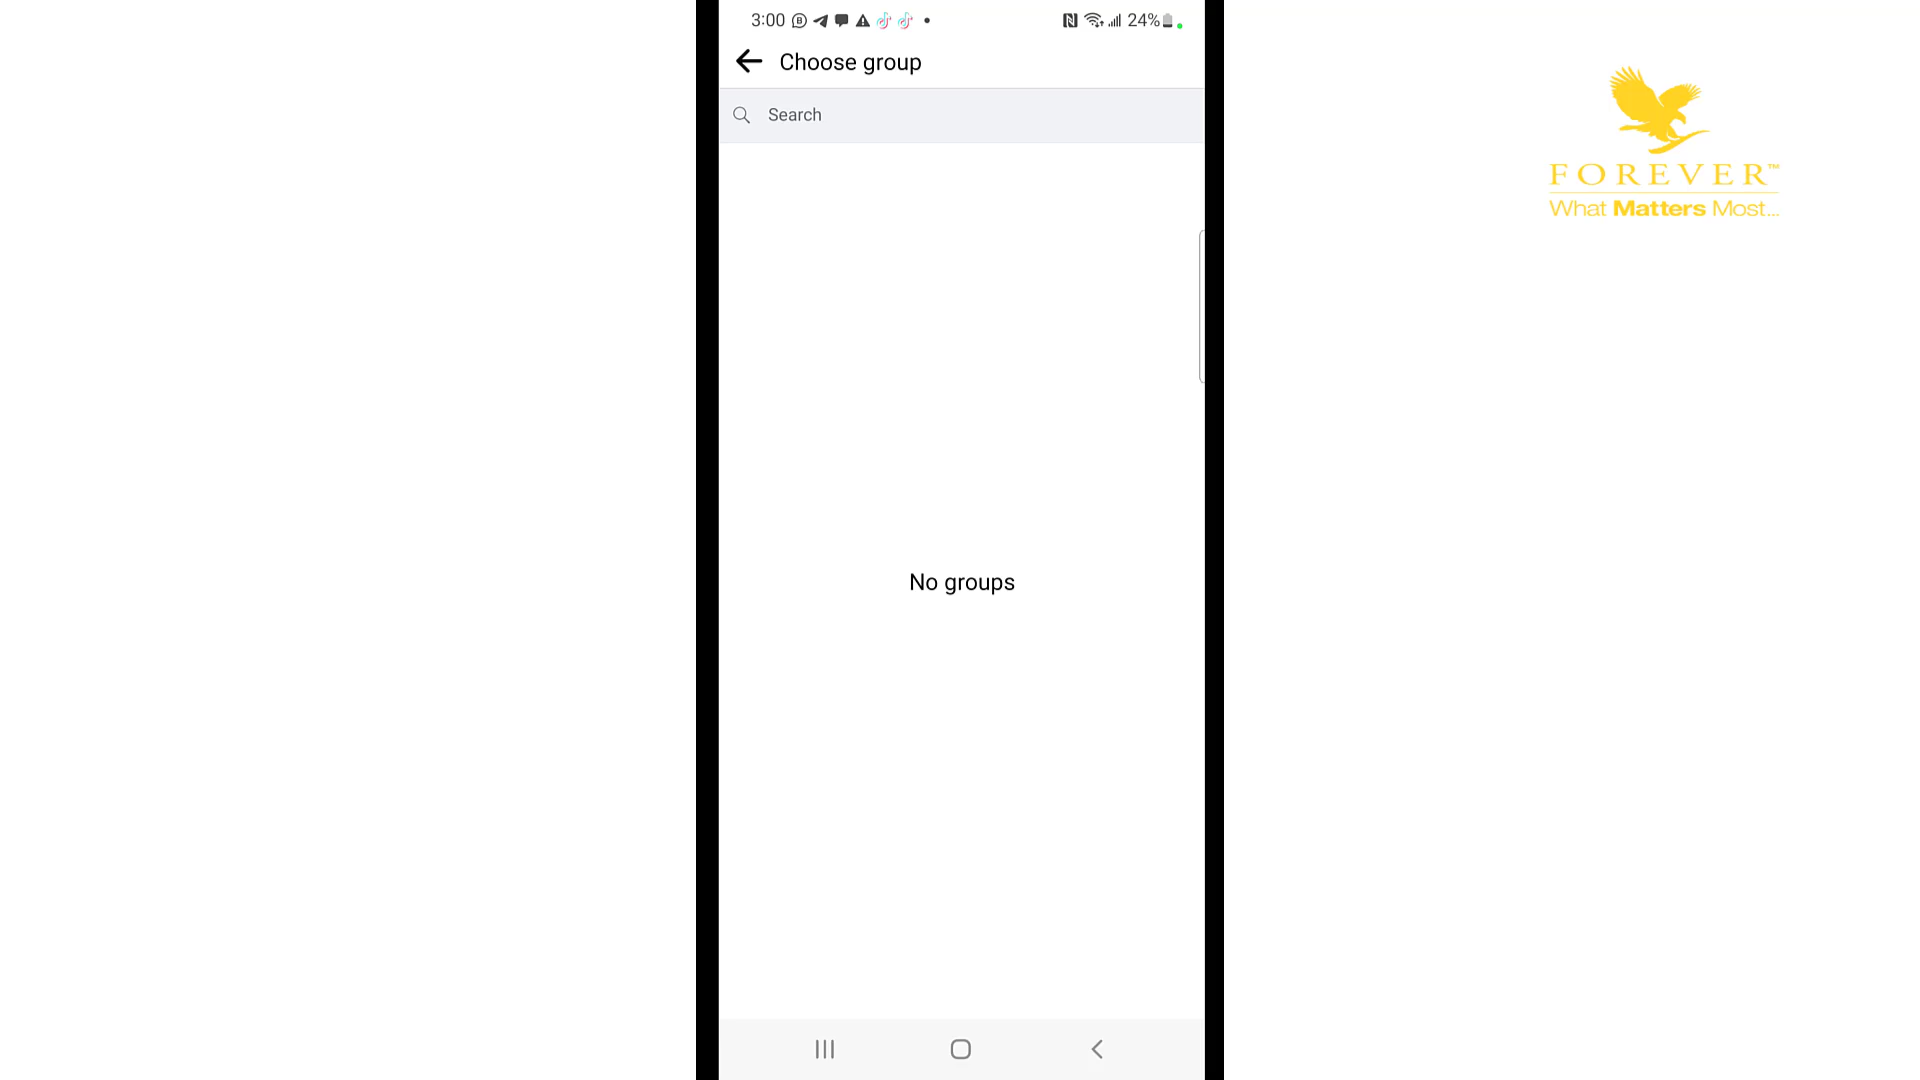 3:00
24%
Choose group
Search
No groups
FOREVER™
What Matters Most...